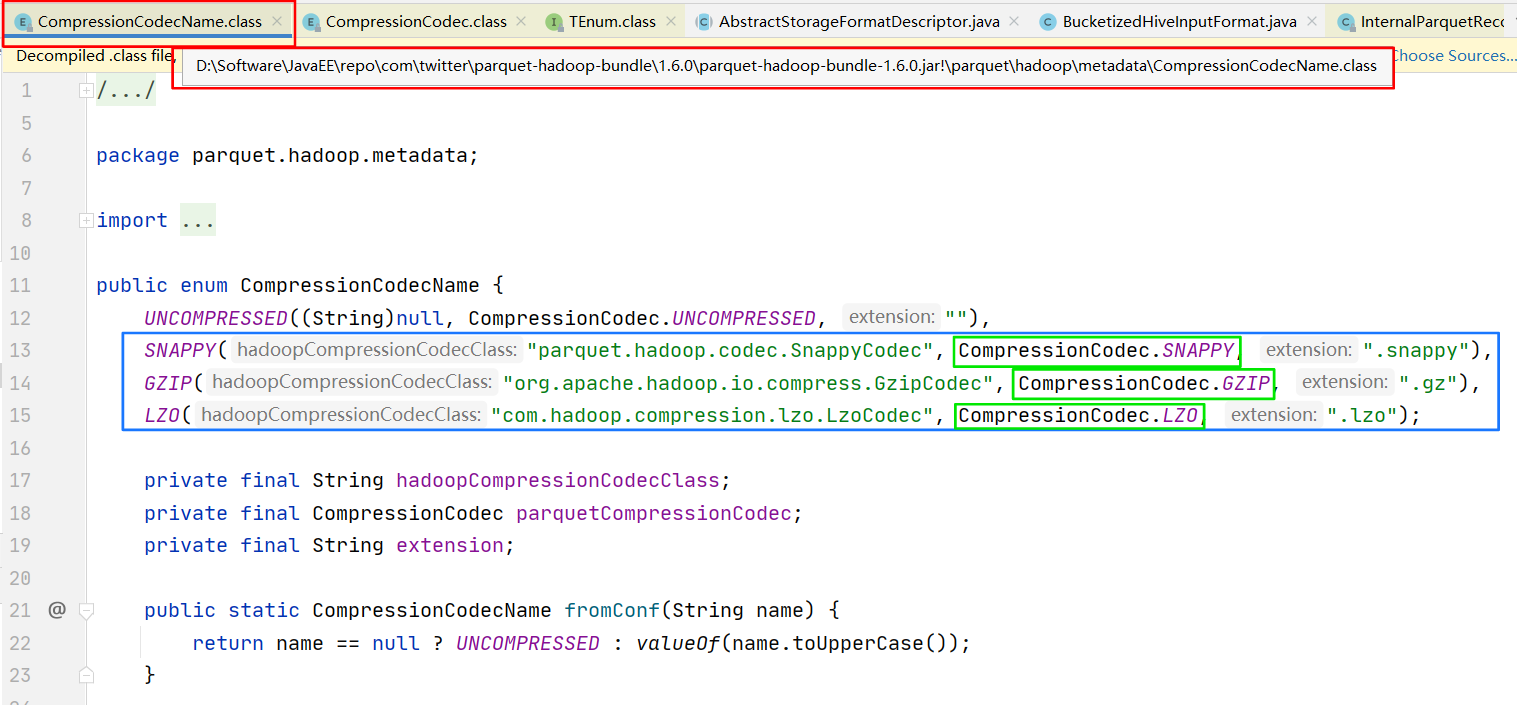 CompressionCodecName.class CompressionCodec.class TEnum.class AbstractStorageFormatDescriptor.java BucketizedHiveInputFormat.java InternalParquetReco
Decompiled .class file, Choose Sources...
D:\Software\JavaEE\repo\com\twitter\parquet-hadoop-bundle\1.6.0\parquet-hadoop-bundle-1.6.0.jar!\parquet\hadoop\metadata\CompressionCodecName.class
1 /.../
5
6 package parquet.hadoop.metadata;
7
8 import ...
10
11 public enum CompressionCodecName {
12 UNCOMPRESSED((String)null, CompressionCodec.UNCOMPRESSED, extension: ""),
13 SNAPPY( hadoopCompressionCodecClass: "parquet.hadoop.codec.SnappyCodec", CompressionCodec.SNAPPY, extension: ".snappy"),
14 GZIP( hadoopCompressionCodecClass: "org.apache.hadoop.io.compress.GzipCodec", CompressionCodec.GZIP, extension: ".gz"),
15 LZO( hadoopCompressionCodecClass: "com.hadoop.compression.lzo.LzoCodec", CompressionCodec.LZO, extension: ".lzo");
16
17 private final String hadoopCompressionCodecClass;
18 private final CompressionCodec parquetCompressionCodec;
19 private final String extension;
20
21 @ public static CompressionCodecName fromConf(String name) {
22 return name == null ? UNCOMPRESSED : valueOf(name.toUpperCase());
23 }